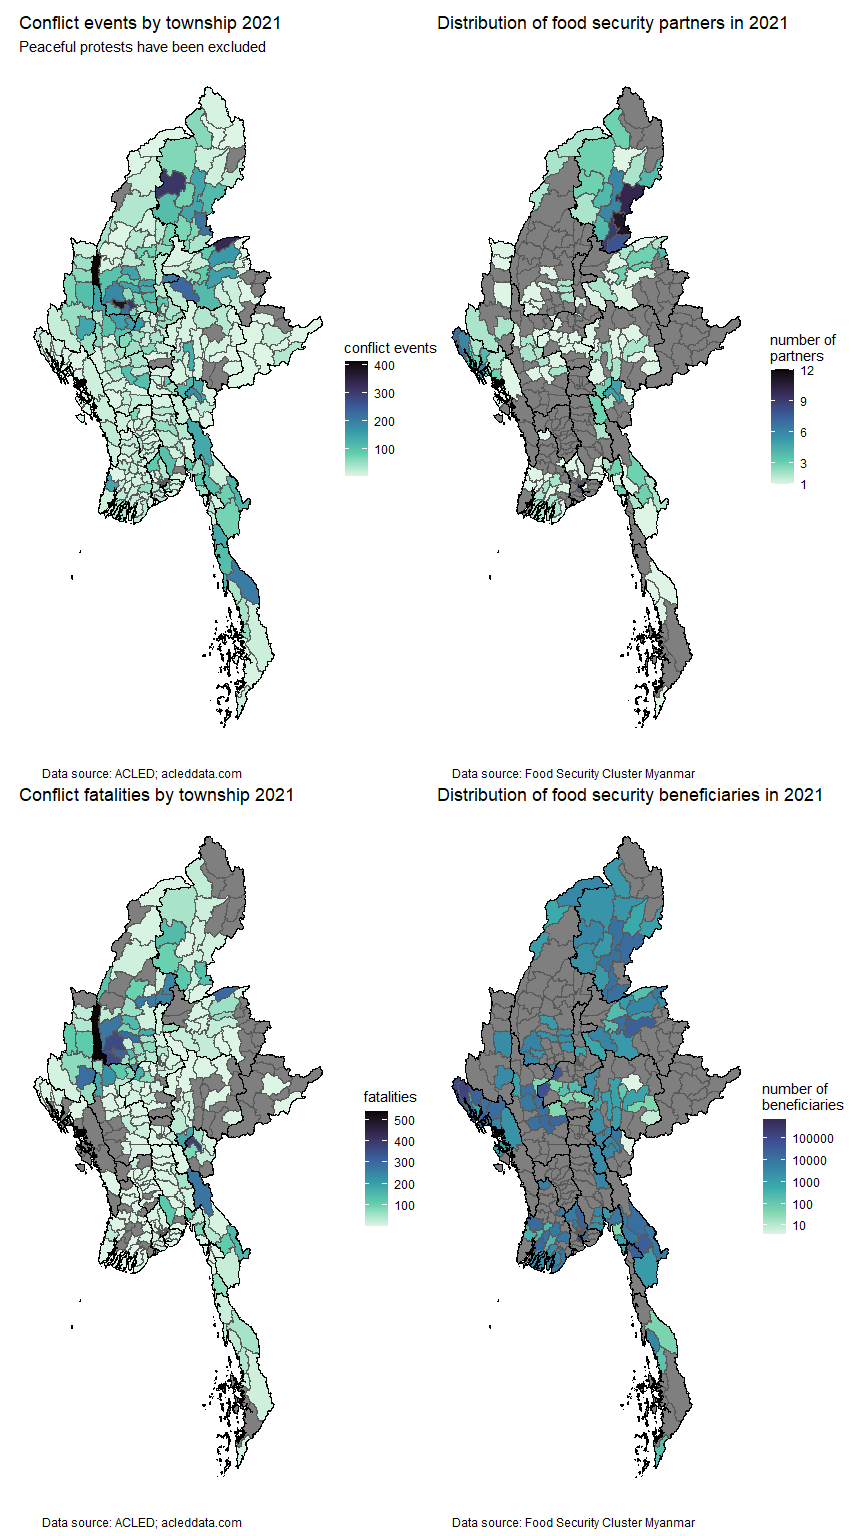 Conflict events by township 2021
Peaceful protests have been excluded
conflict events
400
300
200
100
Data source: ACLED; acleddata.com
Distribution of food security partners in 2021
number of
partners
12
9
6
3
1
Data source: Food Security Cluster Myanmar
Conflict fatalities by township 2021
fatalities
500
400
300
200
100
Data source: ACLED; acleddata.com
Distribution of food security beneficiaries in 2021
number of
beneficiaries
100000
10000
1000
100
10
Data source: Food Security Cluster Myanmar